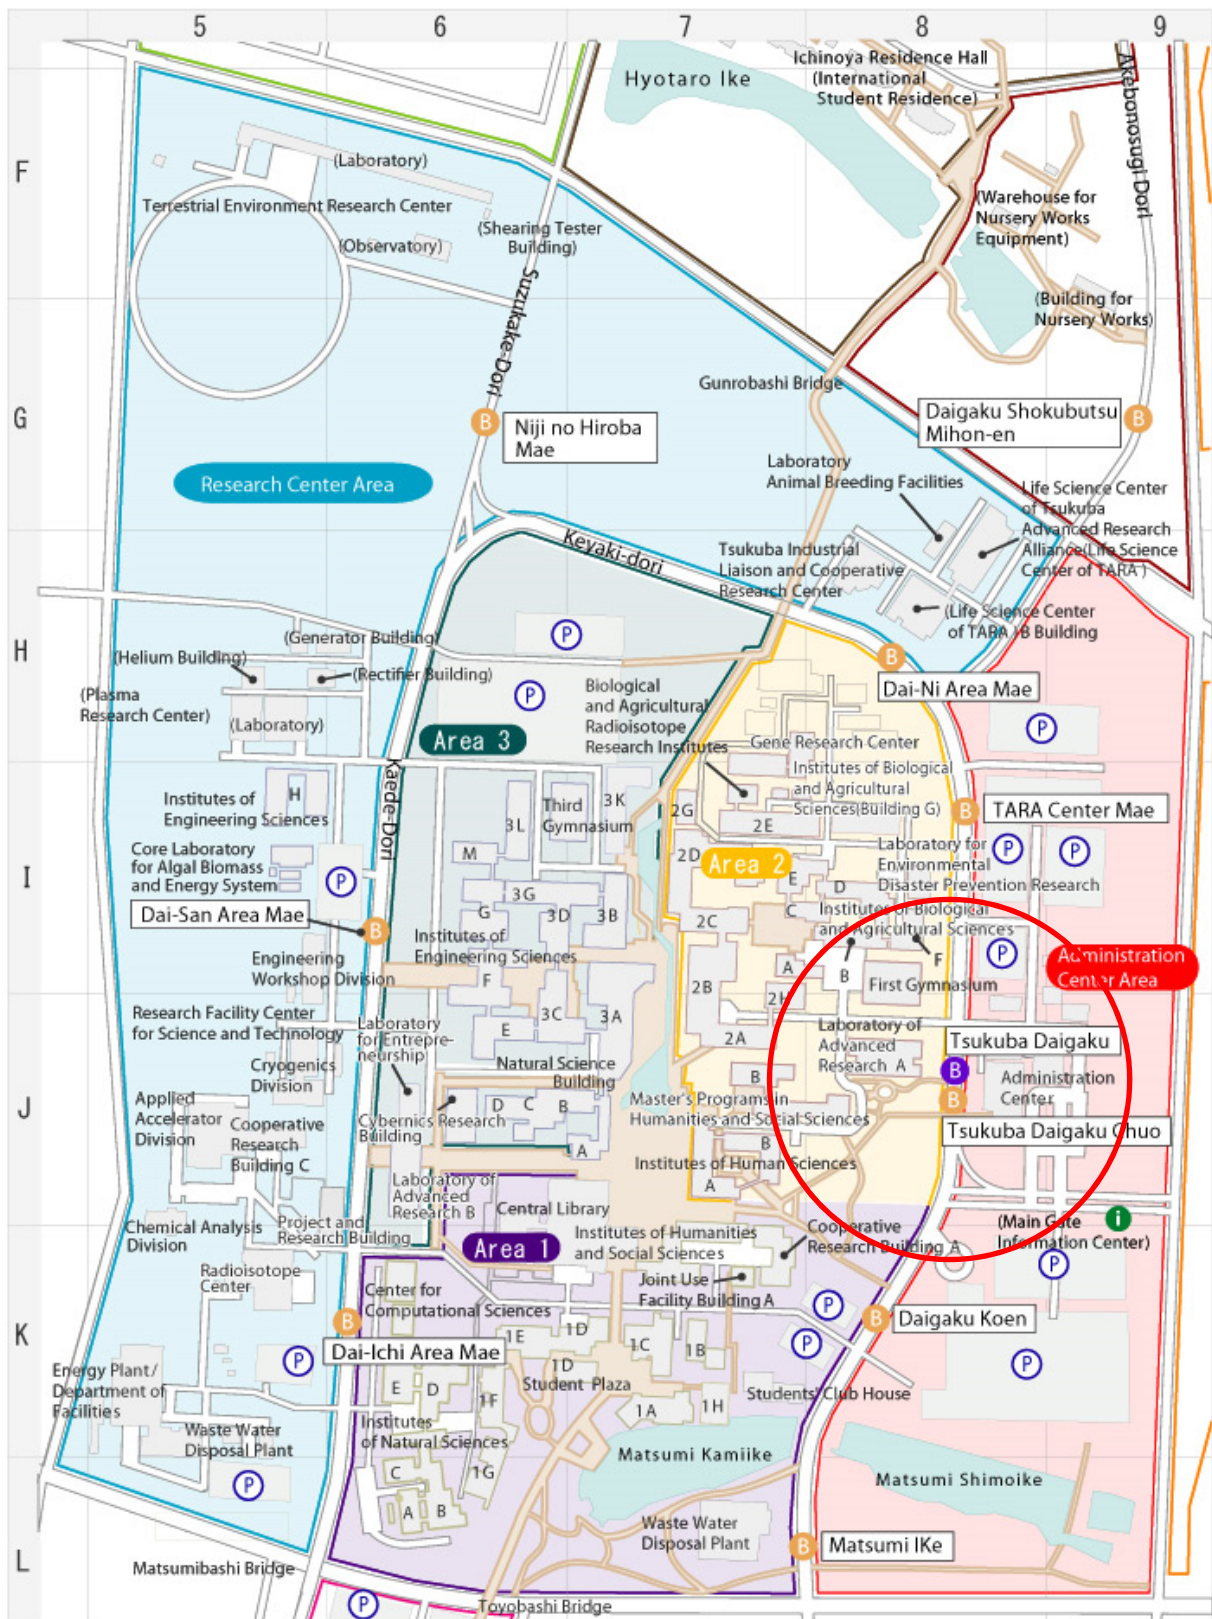 5
6
7
8
9
F
G
H
I
J
K
L
Hyotaro Ike
Ichinoya Residence Hall
(International
Student Residence)
Akebonosugi Dori
(Laboratory)
Terrestrial Environment Research Center
(Observatory)
(Shearing Tester
Building)
Suzukake-Dori
(Warehouse for
Nursery Works
Equipment)
(Building for
Nursery Works)
Gunrobashi Bridge
B
Niji no Hiroba
Mae
Daigaku Shokubutsu
Mihon-en
B
Research Center Area
Laboratory
Animal Breeding Facilities
Life Science Center
of Tsukuba
Advanced Research
Alliance(Life Science
Center of TARA )
Keyaki-dori
Tsukuba Industrial
Liaison and Cooperative
Research Center
(Life Science Center
of TARA ) B Building
P
(Generator Building)
(Helium Building)
(Rectifier Building)
(Plasma
Research Center)
(Laboratory)
P
Biological
and Agricultural
Radioisotope
Research Institutes
B
Dai-Ni Area Mae
P
Area 3
Gene Research Center
Institutes of Biological
and Agricultural
Sciences(Building G)
Kaede-Dori
H
Institutes of
Engineering Sciences
Third
Gymnasium
3K
3L
2G
2E
B
TARA Center Mae
Core Laboratory
for Algal Biomass
and Energy System
P
M
2D
Area 2
E
D
Laboratory for
Environmental
Disaster Prevention Research
P
P
Dai-San Area Mae
B
3G
G
3D
3B
2C
C
Institutes of Biological
and Agricultural Sciences
Institutes of
Engineering Sciences
Engineering
Workshop Division
F
2B
A
B
F
P
Administration
Center Area
First Gymnasium
2H
Research Facility Center
for Science and Technology
Laboratory
for Entrepre-
neurship
3C
3A
E
2A
Laboratory of
Advanced
Research A
Tsukuba Daigaku
B
B
Cryogenics
Division
Natural Science
Building
B
Administration
Center
Applied
Accelerator
Division
Cooperative
Research
Building C
Cybernics Research
Building
D
C
B
A
Master's Programs in
Humanities and Social Sciences
Tsukuba Daigaku Chuo
B
A
Institutes of Human Sciences
Laboratory of
Advanced
Research B
Central Library
Chemical Analysis
Division
Project and
Research Building
Area 1
Institutes of Humanities
and Social Sciences
Cooperative
Research Building A
(Main Gate
Information Center)
i
Radioisotope
Center
Joint Use
Facility Building A
P
P
Center for
Computational Sciences
B
Dai-Ichi Area Mae
1E
1D
1C
1B
P
B
Daigaku Koen
P
P
Energy Plant/
Department of
Facilities
1D
Student Plaza
Students' Club House
E
D
1F
1A
1H
Institutes
of Natural Sciences
Waste Water
Disposal Plant
P
C
1G
A
B
Matsumi Kamiike
Matsumi Shimoike
Waste Water
Disposal Plant
B
Matsumi IKe
Matsumibashi Bridge
P
Toyobashi Bridge